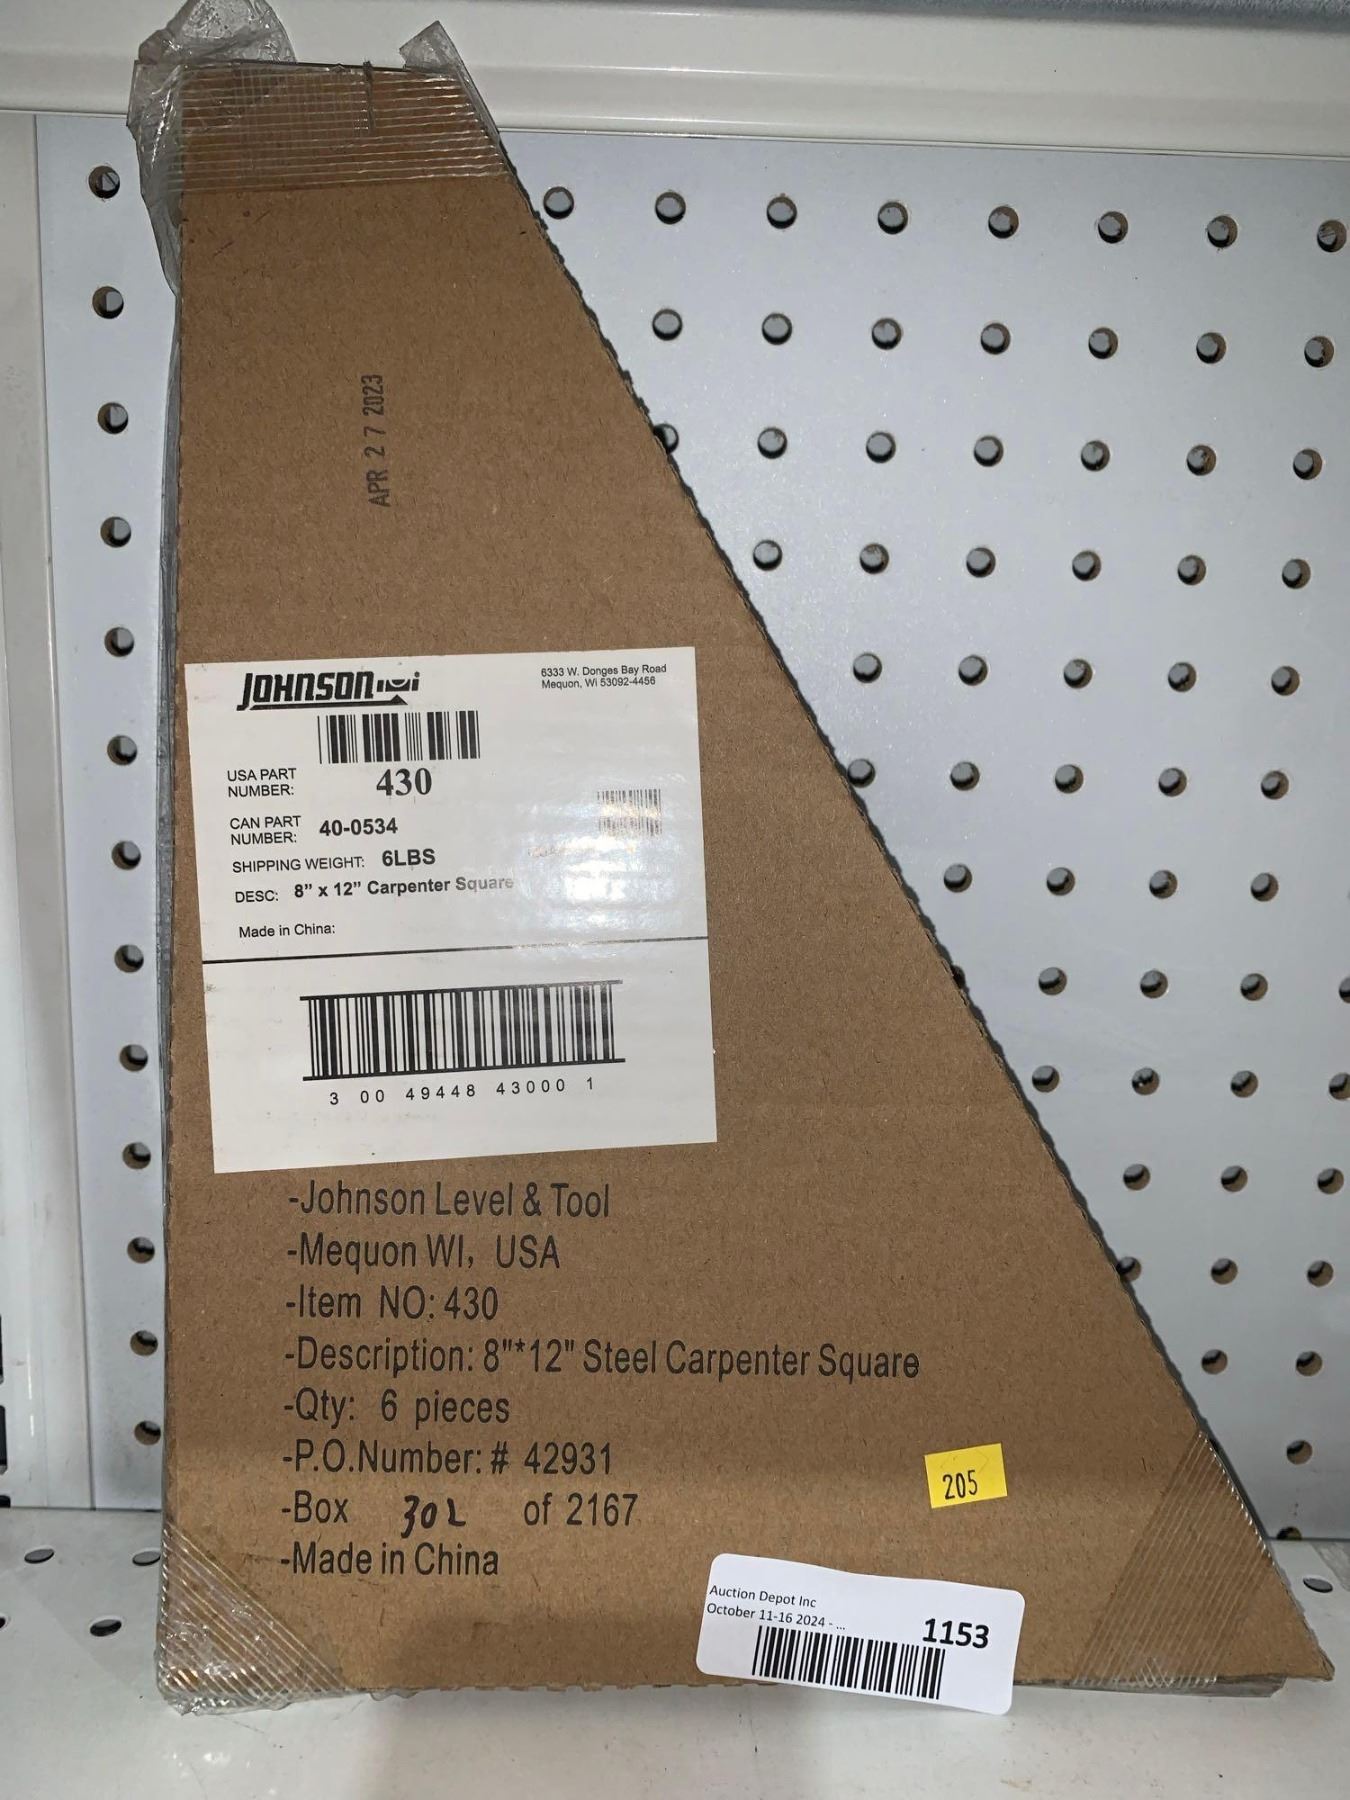 APR 27 2023
JOHNSON
6333 W. Donges Bay Road
Mequon, WI 53092-4456
USA PART NUMBER: 430
CAN PART NUMBER: 40-0534
SHIPPING WEIGHT: 6LBS
DESC: 8" x 12" Carpenter Square
Made in China:
3 00 49448 43000 1
-Johnson Level & Tool
-Mequon WI, USA
-Item NO: 430
-Description: 8"*12" Steel Carpenter Square
-Qty: 6 pieces
-P.O.Number: # 42931
-Box 302 of 2167
-Made in China
205
Auction Depot Inc
October 11-16 2024 - ...
1153